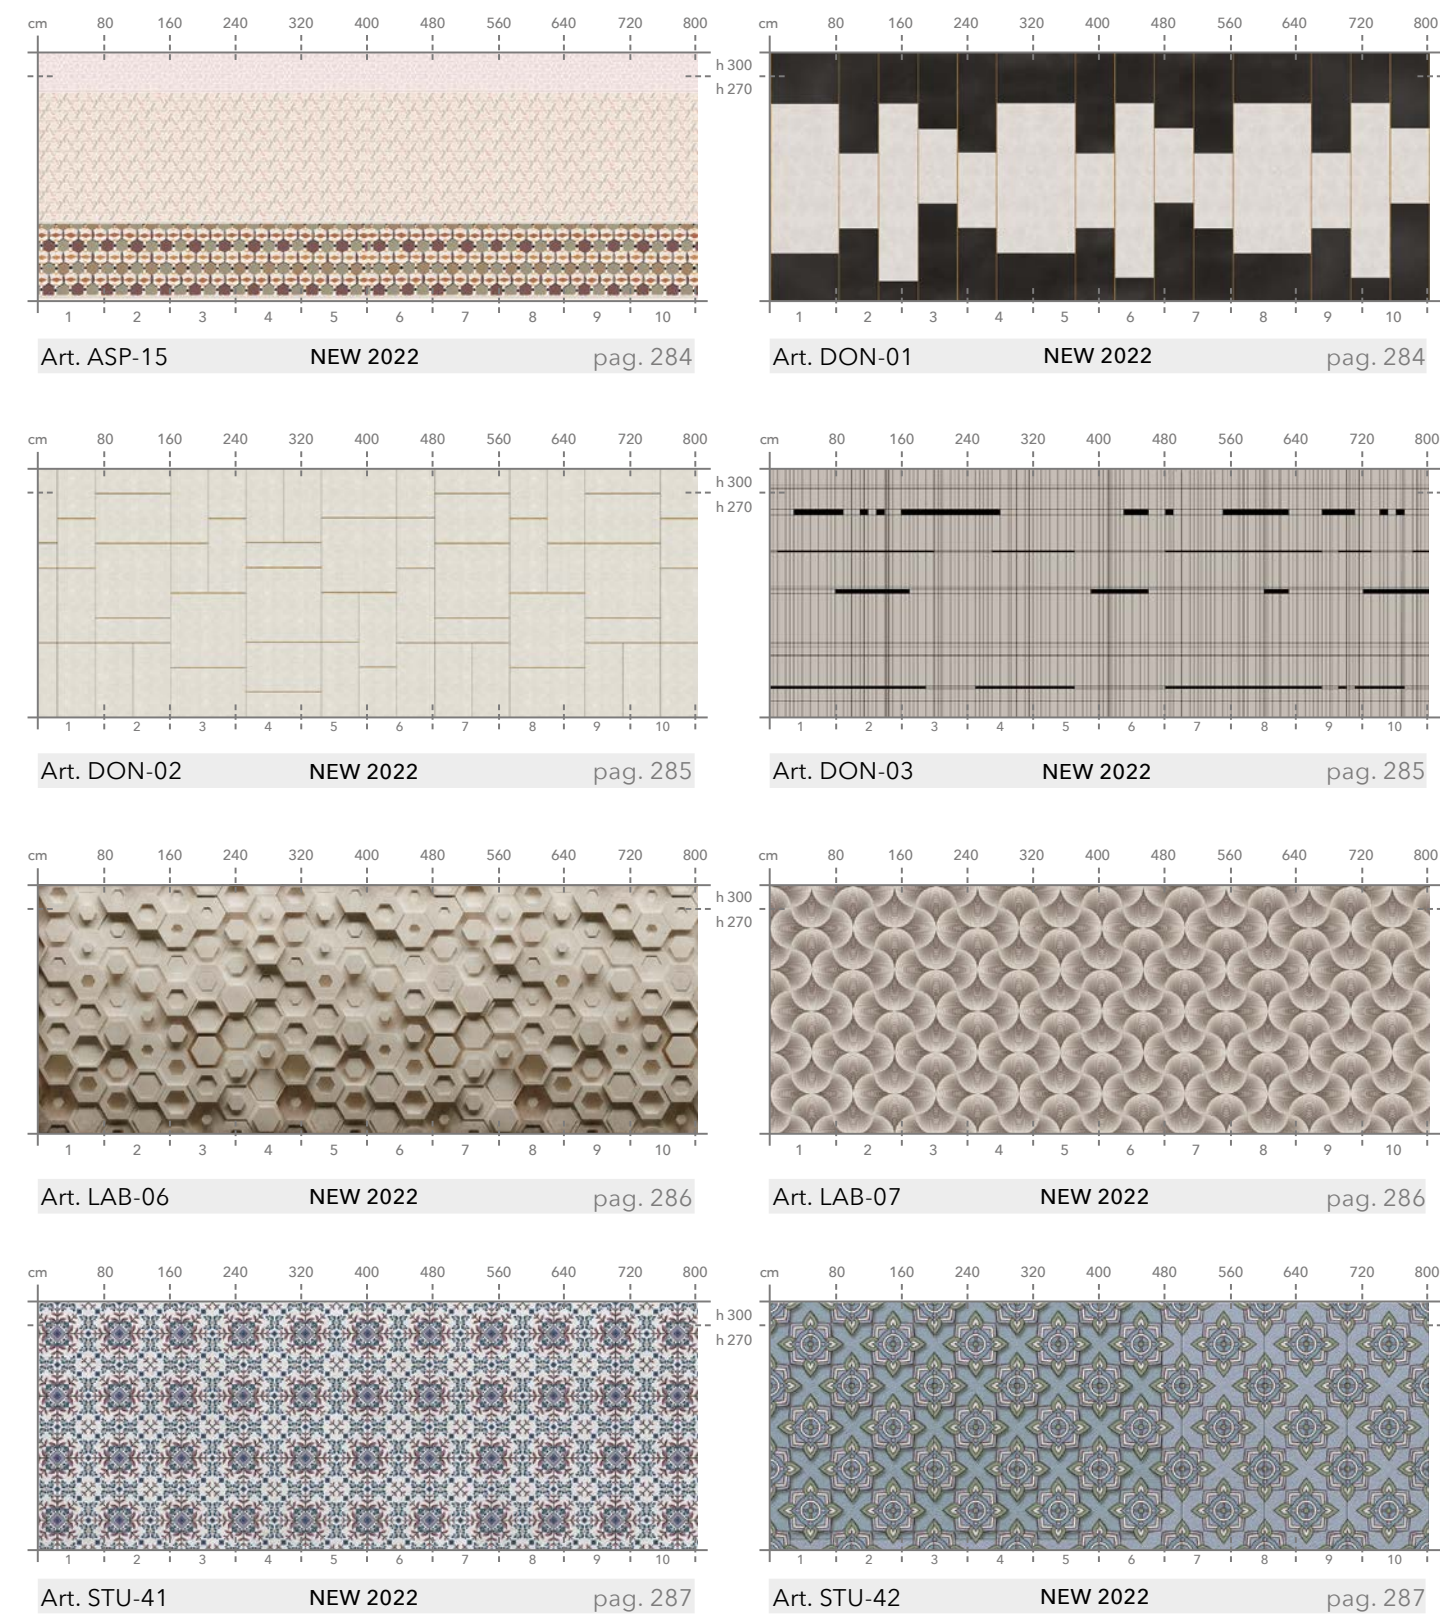 cm 80 160 240 320 400 480 560 640 720 800
h 300
h 270
1 2 3 4 5 6 7 8 9 10
Art. ASP-15 NEW 2022 pag. 284
cm 80 160 240 320 400 480 560 640 720 800
1 2 3 4 5 6 7 8 9 10
Art. DON-01 NEW 2022 pag. 284
cm 80 160 240 320 400 480 560 640 720 800
h 300
h 270
1 2 3 4 5 6 7 8 9 10
Art. DON-02 NEW 2022 pag. 285
cm 80 160 240 320 400 480 560 640 720 800
1 2 3 4 5 6 7 8 9 10
Art. DON-03 NEW 2022 pag. 285
cm 80 160 240 320 400 480 560 640 720 800
h 300
h 270
1 2 3 4 5 6 7 8 9 10
Art. LAB-06 NEW 2022 pag. 286
cm 80 160 240 320 400 480 560 640 720 800
1 2 3 4 5 6 7 8 9 10
Art. LAB-07 NEW 2022 pag. 286
cm 80 160 240 320 400 480 560 640 720 800
h 300
h 270
1 2 3 4 5 6 7 8 9 10
Art. STU-41 NEW 2022 pag. 287
cm 80 160 240 320 400 480 560 640 720 800
1 2 3 4 5 6 7 8 9 10
Art. STU-42 NEW 2022 pag. 287